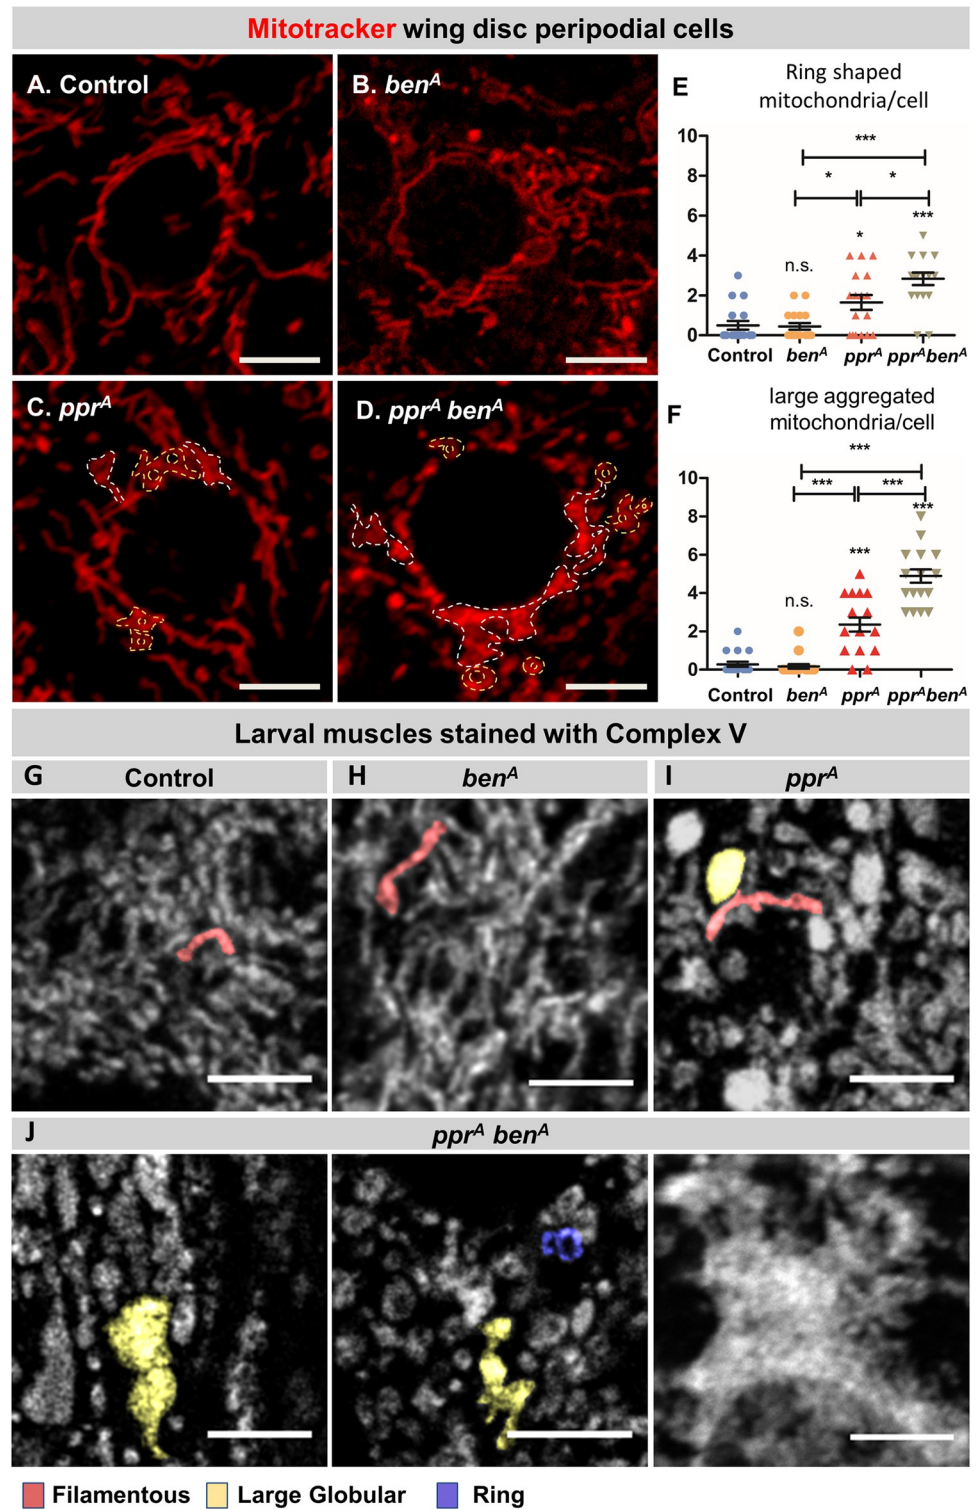 Mitotracker wing disc peripodial cells
A. Control
B. benᴬ
C. pprᴬ
D. pprᴬ benᴬ
E
Ring shaped
mitochondria/cell
10
8
6
4
2
0
***
*
*
***
*
n.s.
Control benᴬ pprᴬ pprᴬbenᴬ
F
large aggregated
mitochondria/cell
10
8
6
4
2
0
***
***
***
***
***
n.s.
Control benᴬ pprᴬ pprᴬbenᴬ
Larval muscles stained with Complex V
G Control
H benᴬ
I pprᴬ
J pprᴬ benᴬ
Filamentous Large Globular Ring